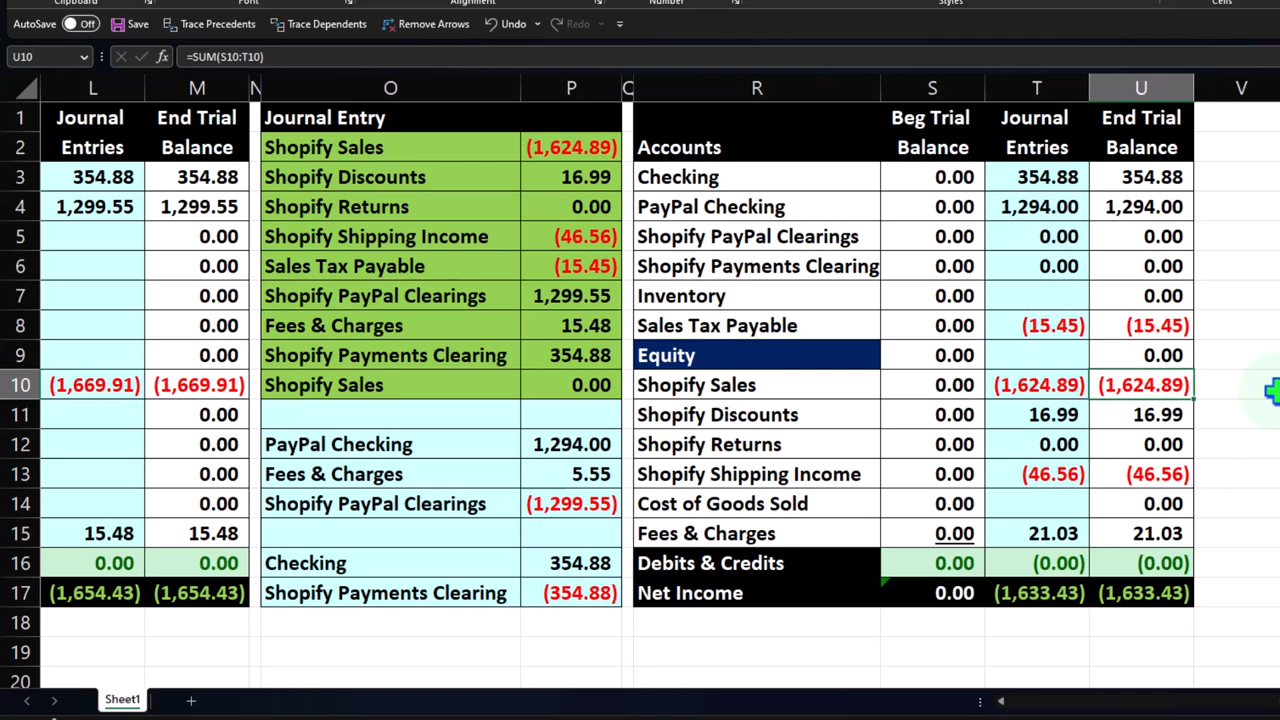 Clipboard Font Alignment Number Styles Cells
AutoSave Off Save Trace Precedents Trace Dependents Remove Arrows Undo Redo
U10 fx =SUM(S10:T10)
L M N O P Q R S T U V
1 Journal End Trial Journal Entry Beg Trial Journal End Trial
2 Entries Balance Shopify Sales (1,624.89) Accounts Balance Entries Balance
3 354.88 354.88 Shopify Discounts 16.99 Checking 0.00 354.88 354.88
4 1,299.55 1,299.55 Shopify Returns 0.00 PayPal Checking 0.00 1,294.00 1,294.00
5 0.00 Shopify Shipping Income (46.56) Shopify PayPal Clearings 0.00 0.00 0.00
6 0.00 Sales Tax Payable (15.45) Shopify Payments Clearing 0.00 0.00 0.00
7 0.00 Shopify PayPal Clearings 1,299.55 Inventory 0.00 0.00
8 0.00 Fees & Charges 15.48 Sales Tax Payable 0.00 (15.45) (15.45)
9 0.00 Shopify Payments Clearing 354.88 Equity 0.00 0.00
10 (1,669.91) (1,669.91) Shopify Sales 0.00 Shopify Sales 0.00 (1,624.89) (1,624.89)
11 0.00 Shopify Discounts 0.00 16.99 16.99
12 0.00 PayPal Checking 1,294.00 Shopify Returns 0.00 0.00 0.00
13 0.00 Fees & Charges 5.55 Shopify Shipping Income 0.00 (46.56) (46.56)
14 0.00 Shopify PayPal Clearings (1,299.55) Cost of Goods Sold 0.00 0.00
15 15.48 15.48 Fees & Charges 0.00 21.03 21.03
16 0.00 0.00 Checking 354.88 Debits & Credits 0.00 (0.00) (0.00)
17 (1,654.43) (1,654.43) Shopify Payments Clearing (354.88) Net Income 0.00 (1,633.43) (1,633.43)
18
19
20
Sheet1